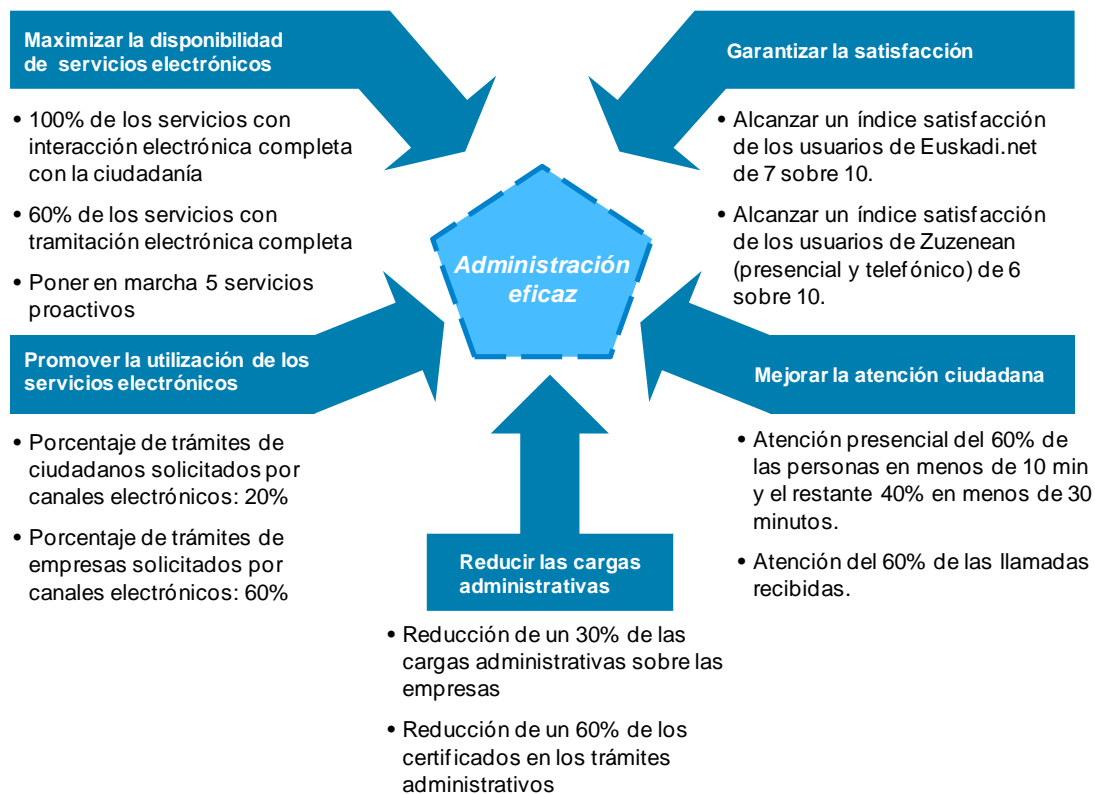 Maximizar la disponibilidad
de servicios electrónicos
• 100% de los servicios con
interacción electrónica completa
con la ciudadanía
• 60% de los servicios con
tramitación electrónica completa
• Poner en marcha 5 servicios
proactivos
Promover la utilización de los
servicios electrónicos
• Porcentaje de trámites de
ciudadanos solicitados por
canales electrónicos: 20%
• Porcentaje de trámites de
empresas solicitados por
canales electrónicos: 60%
Administración
eficaz
Reducir las cargas
administrativas
• Reducción de un 30% de las
cargas administrativas sobre las
empresas
• Reducción de un 60% de los
certificados en los trámites
administrativos
Garantizar la satisfacción
• Alcanzar un índice satisfacción
de los usuarios de Euskadi.net
de 7 sobre 10.
• Alcanzar un índice satisfacción
de los usuarios de Zuzenean
(presencial y telefónico) de 6
sobre 10.
Mejorar la atención ciudadana
• Atención presencial del 60% de
las personas en menos de 10 min
y el restante 40% en menos de 30
minutos.
• Atención del 60% de las llamadas
recibidas.